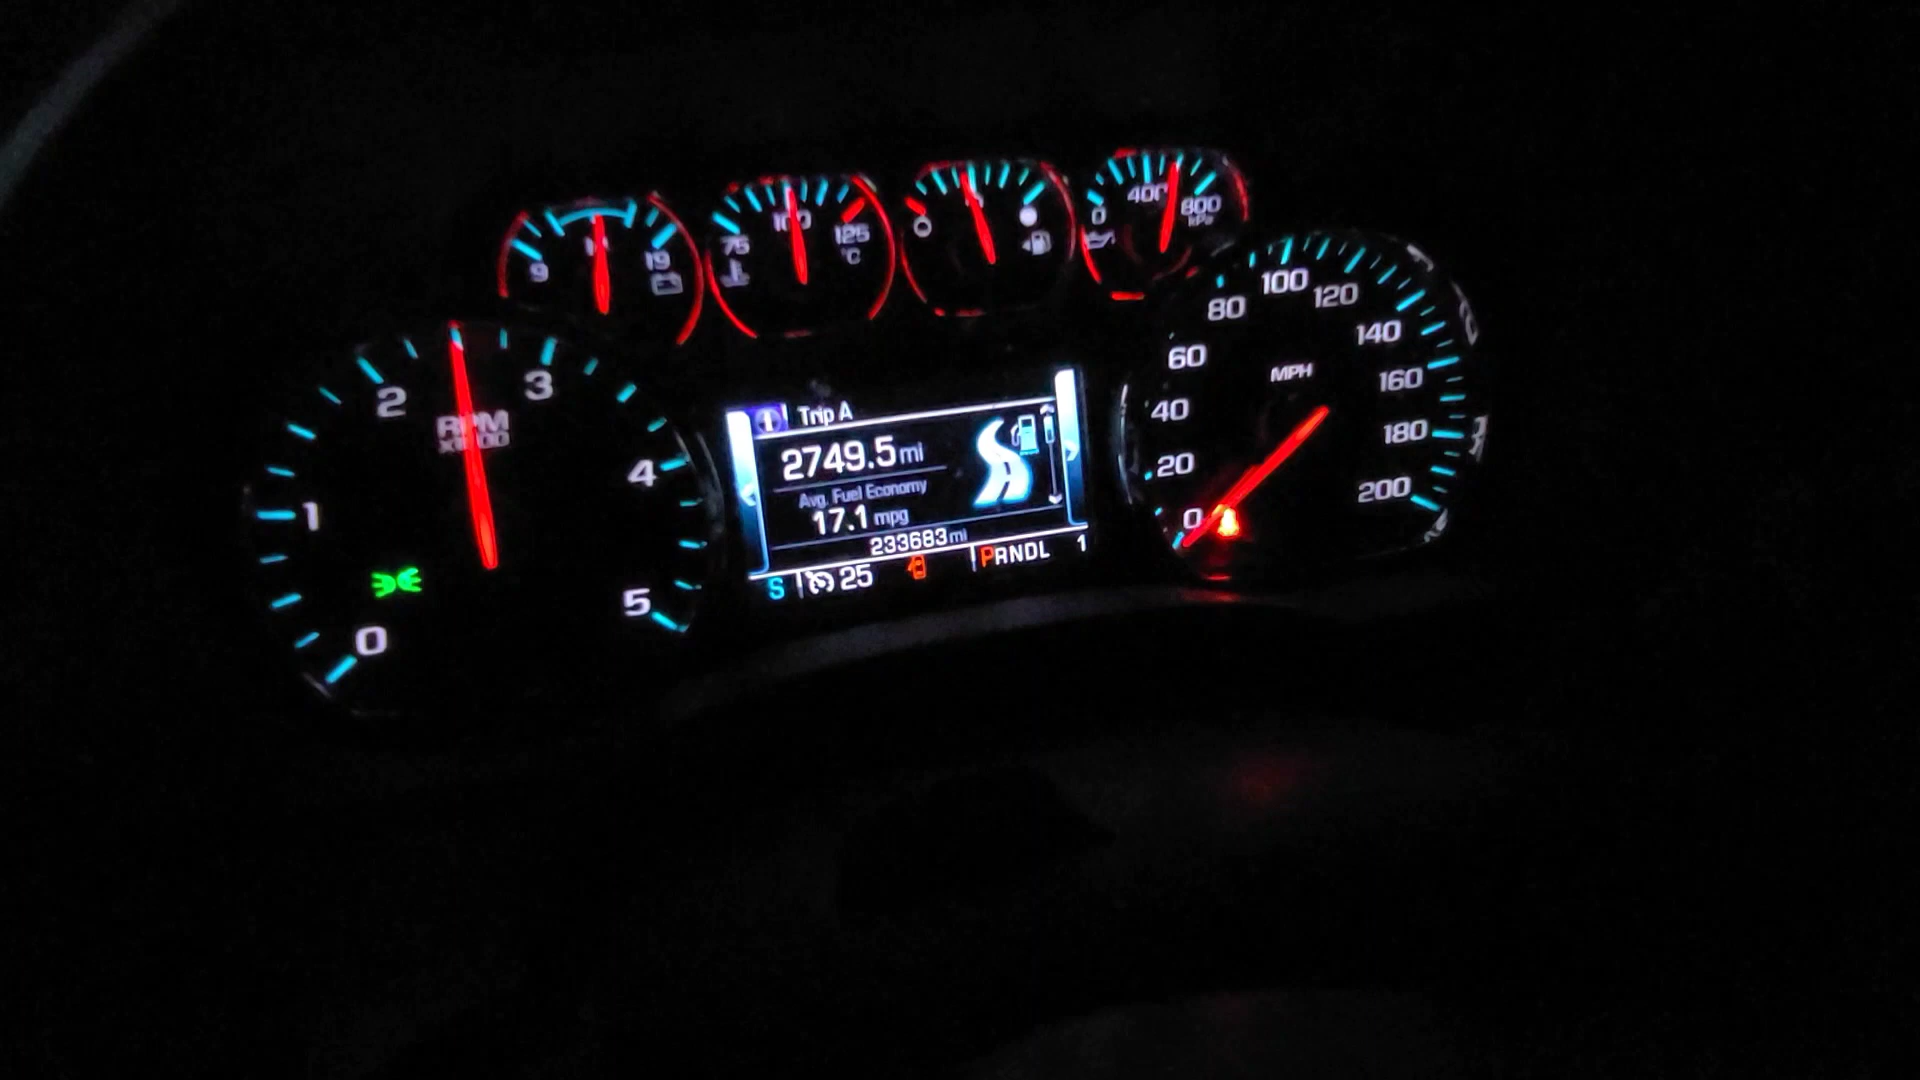 9
19
75
100
125
°C
0
0
400
800
kPa
0
1
2
3
4
5
RPM
Trip A
2749.5 mi
Avg. Fuel Economy
17.1 mpg
233683 mi
S
25
PRNDL 1
0
20
40
60
80
100
120
140
160
180
200
MPH